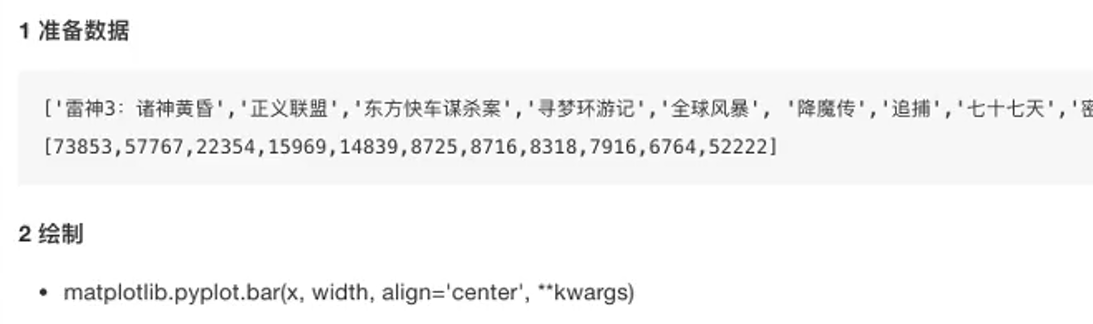 1 准备数据
['雷神3：诸神黄昏','正义联盟','东方快车谋杀案','寻梦环游记','全球风暴', '降魔传','追捕','七十七天','密
[73853,57767,22354,15969,14839,8725,8716,8318,7916,6764,52222]
2 绘制
• matplotlib.pyplot.bar(x, width, align='center', **kwargs)